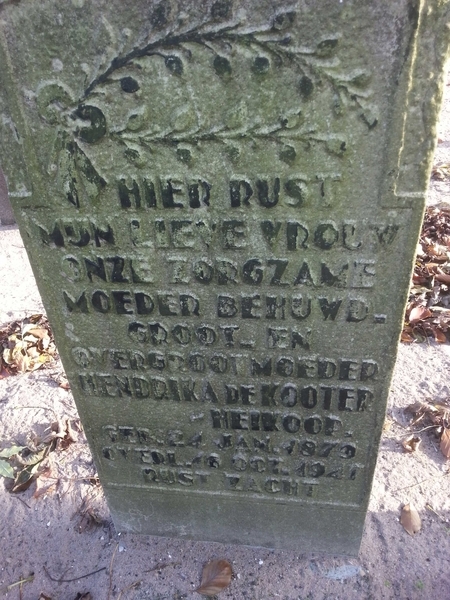 HIER RUST
MIJN LIEVE VROUW
ONZE ZORGZAME
MOEDER BEHUWD-
GROOT- EN
OVERGROOTMOEDER
HENDRIKA DE KOOTER
- HEIKOOP.
GEB. 24 JAN. 1879
OVERL. 16 OCT.
RUST ZACHT